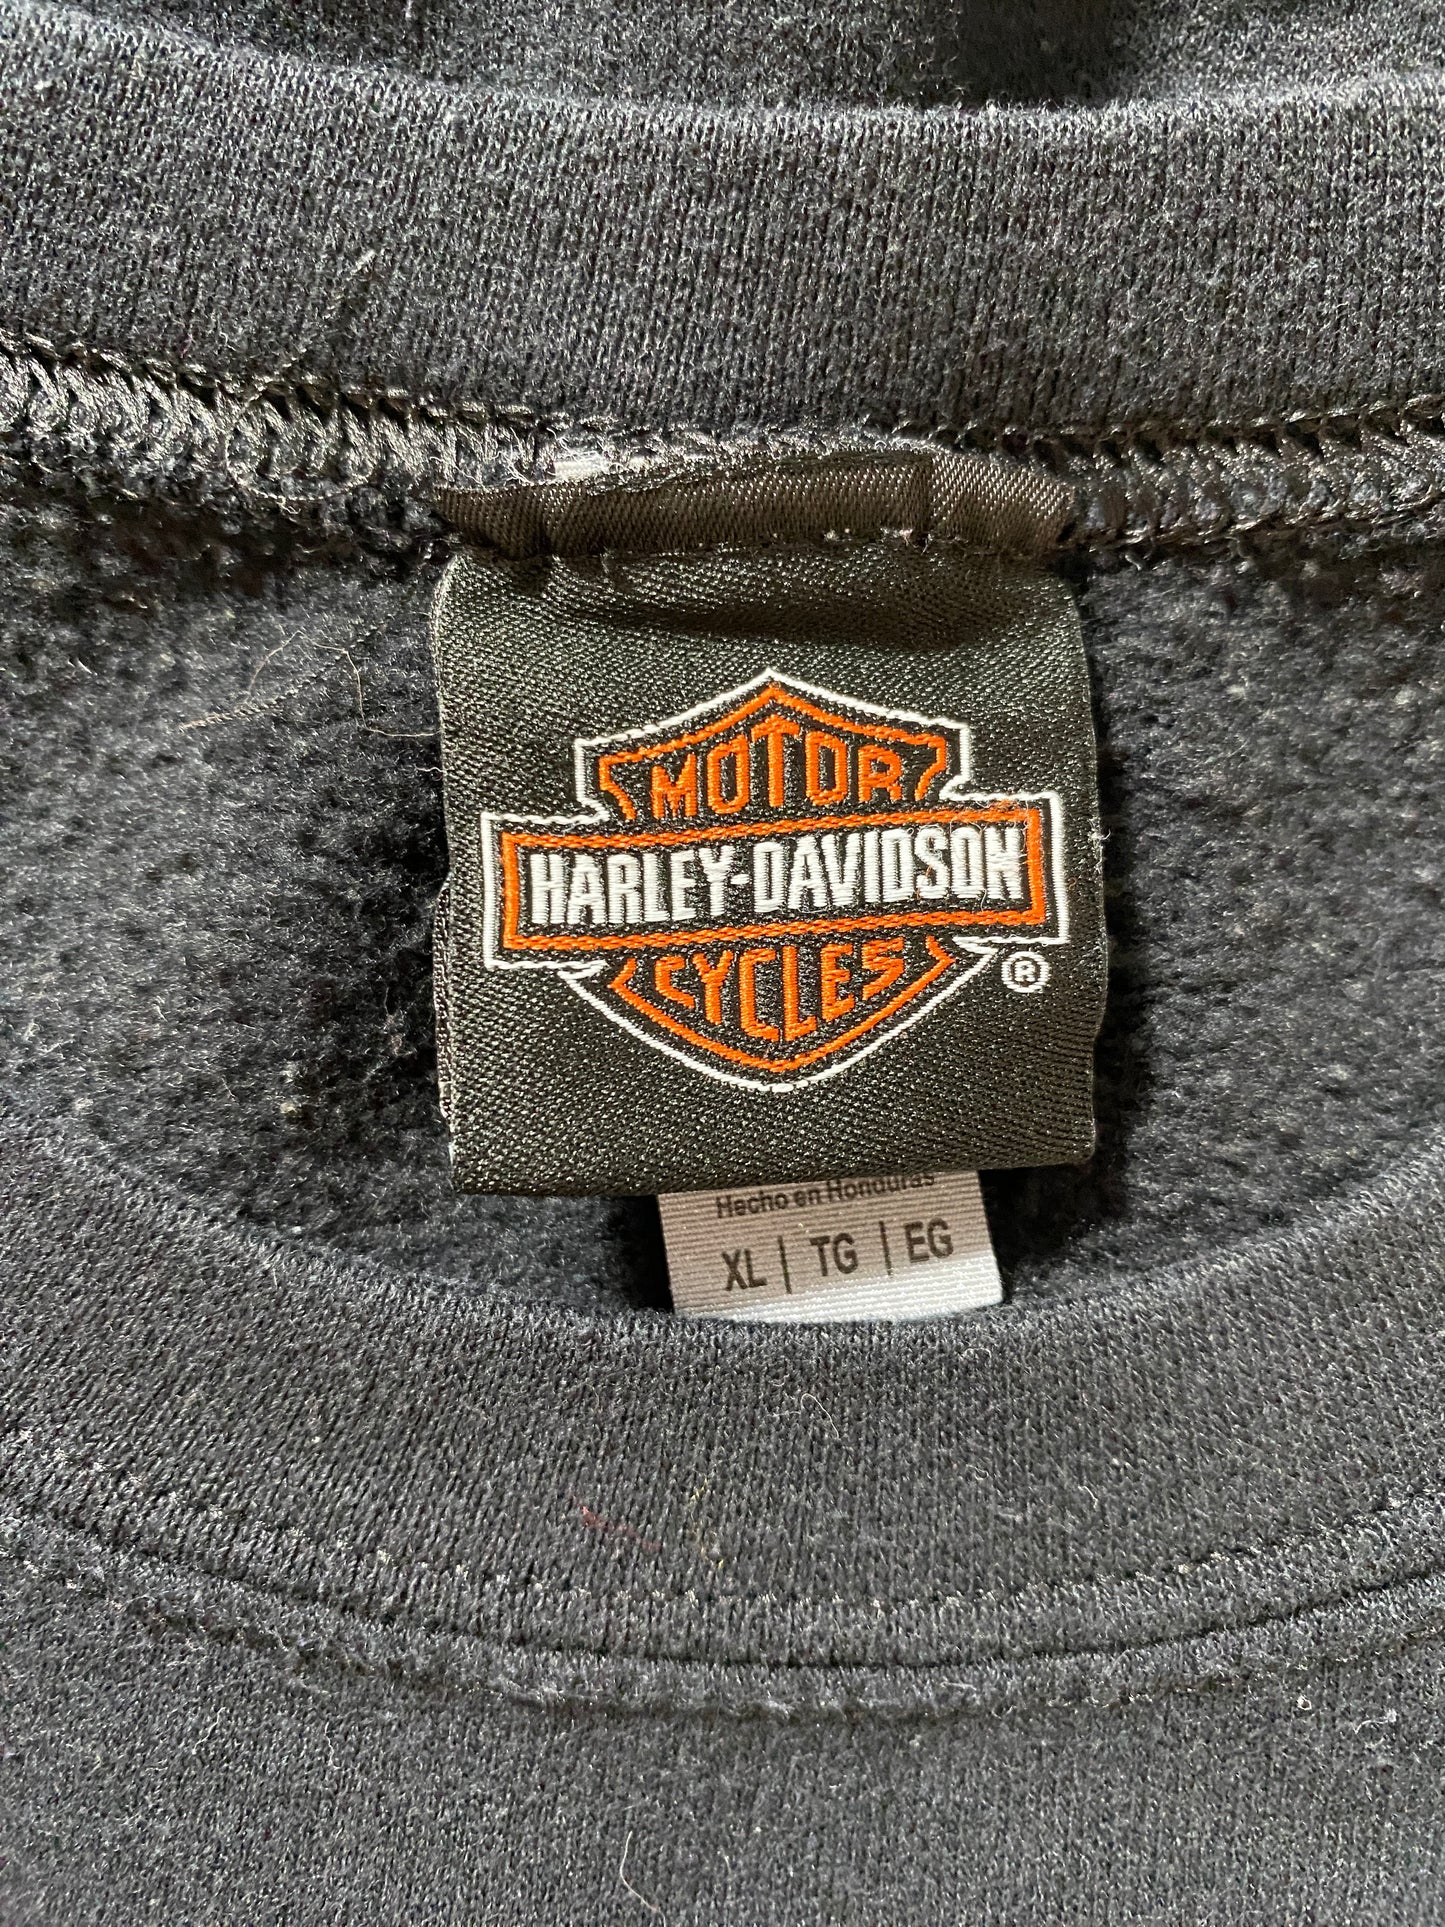 MOTOR
HARLEY-DAVIDSON
CYCLES
®
Hecho en Honduras
XL | TG | EG